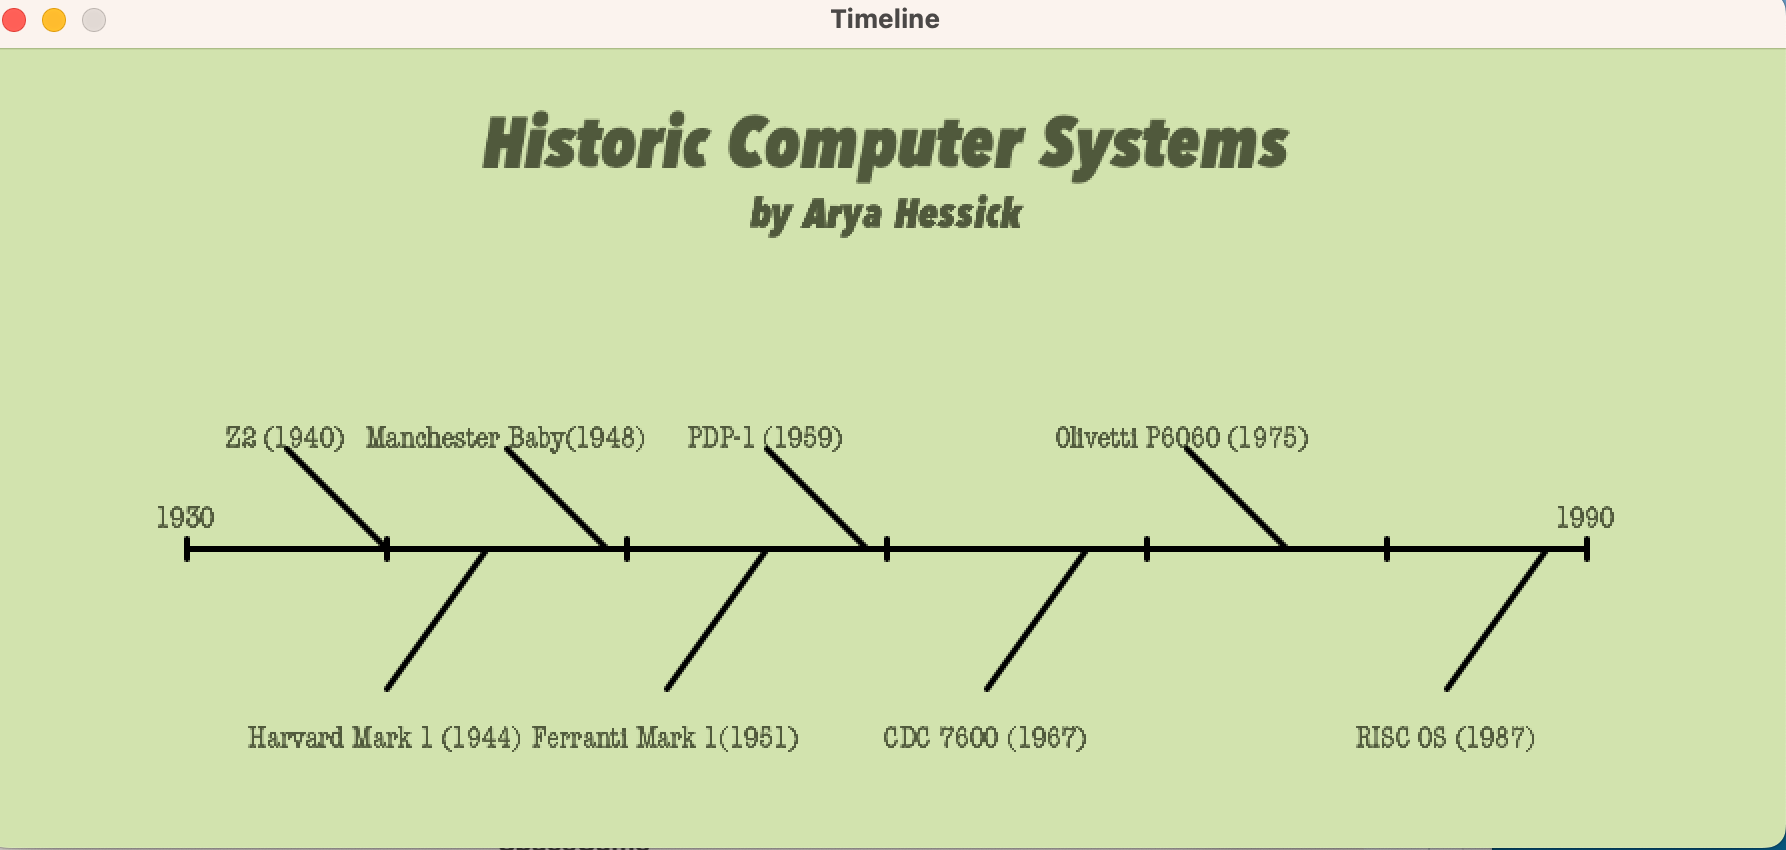 Timeline
Historic Computer Systems
by Arya Hessick
Z2 (1940) Manchester Baby(1948) PDP-1 (1959) Olivetti P6060 (1975)
1930 1990
Harvard Mark 1 (1944) Ferranti Mark 1(1951) CDC 7600 (1967) RISC OS (1987)